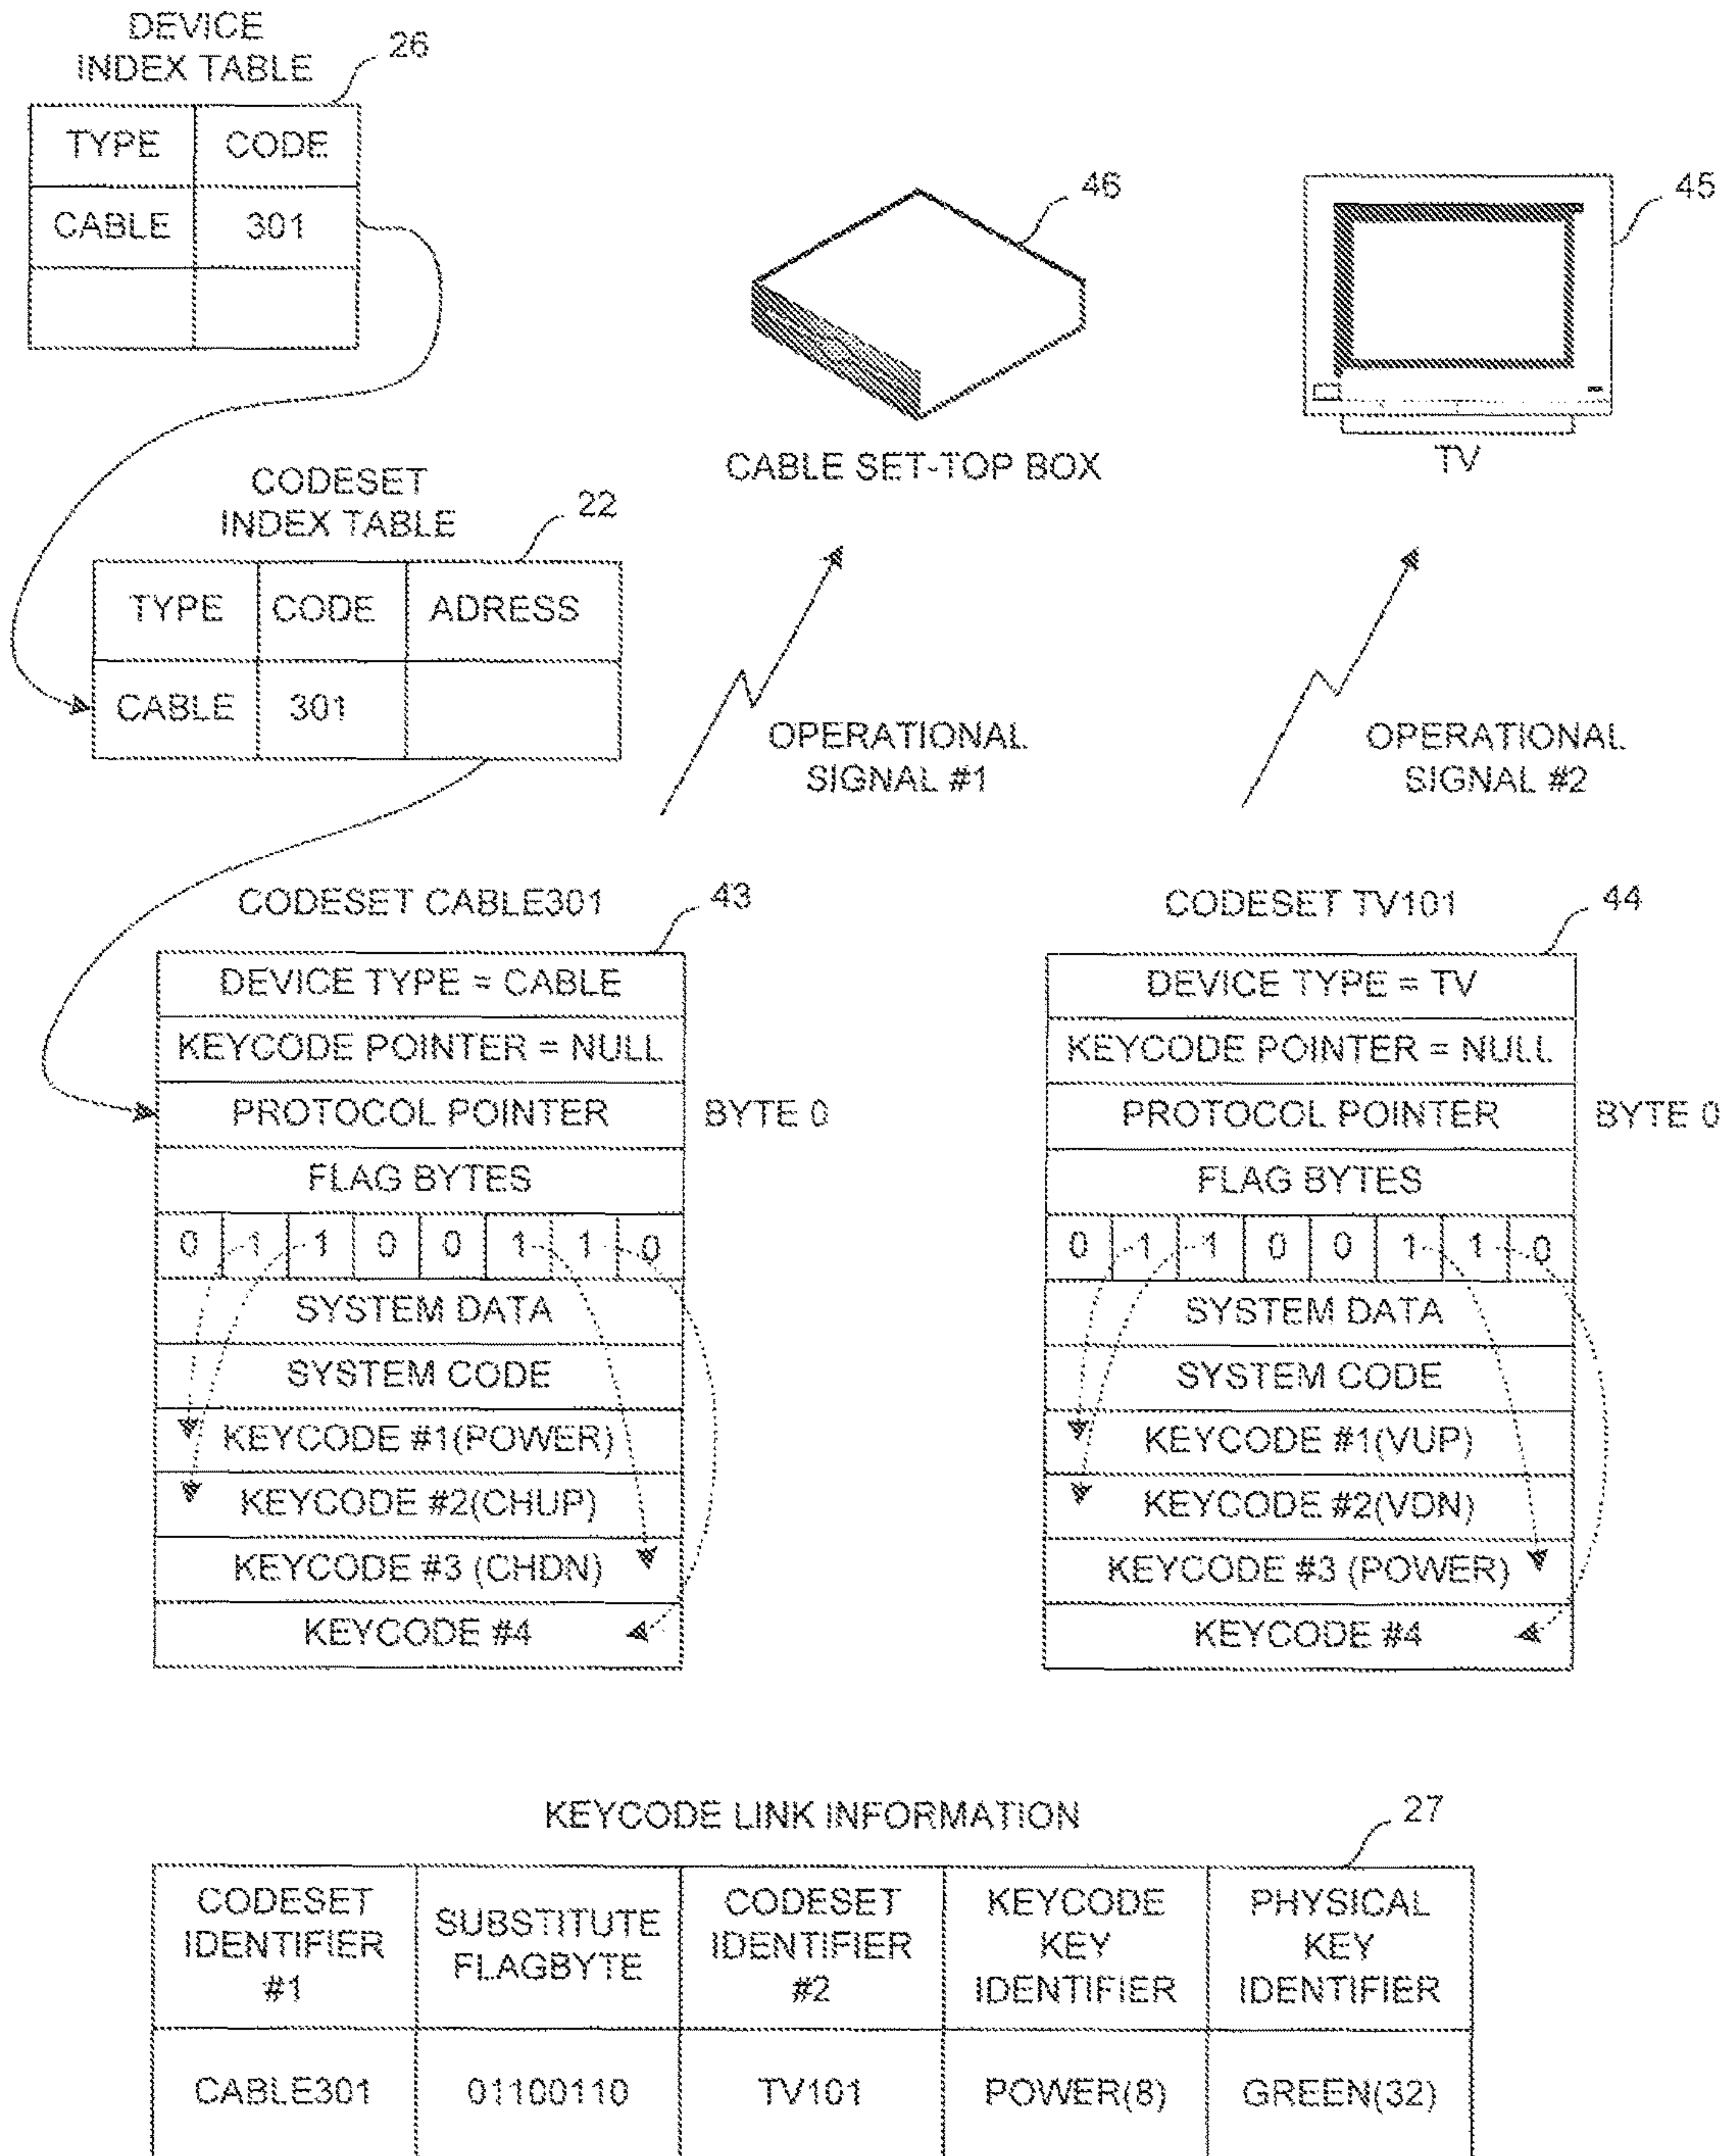 DEVICE
INDEX TABLE
26
TYPE CODE
CABLE 301
46
45
CABLE SET-TOP BOX
TV
CODESET
INDEX TABLE
22
TYPE CODE ADRESS
CABLE 301
OPERATIONAL
SIGNAL #1
OPERATIONAL
SIGNAL #2
CODESET CABLE301
43
DEVICE TYPE = CABLE
KEYCODE POINTER = NULL
PROTOCOL POINTER BYTE 0
FLAG BYTES
0 1 1 0 0 1 1 0
SYSTEM DATA
SYSTEM CODE
KEYCODE #1(POWER)
KEYCODE #2(CHUP)
KEYCODE #3 (CHDN)
KEYCODE #4
CODESET TV101
44
DEVICE TYPE = TV
KEYCODE POINTER = NULL
PROTOCOL POINTER BYTE 0
FLAG BYTES
0 1 1 0 0 1 1 0
SYSTEM DATA
SYSTEM CODE
KEYCODE #1(VUP)
KEYCODE #2(VDN)
KEYCODE #3 (POWER)
KEYCODE #4
KEYCODE LINK INFORMATION
27
CODESET
IDENTIFIER
#1
SUBSTITUTE
FLAGBYTE
CODESET
IDENTIFIER
#2
KEYCODE
KEY
IDENTIFIER
PHYSICAL
KEY
IDENTIFIER
CABLE301 01100110 TV101 POWER(8) GREEN(32)